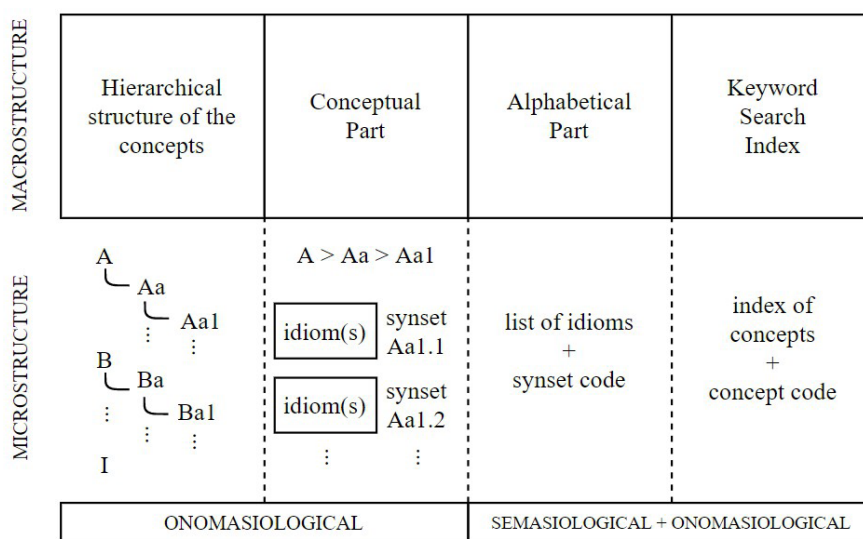 MACROSTRUCTURE
Hierarchical
structure of the
concepts
Conceptual
Part
Alphabetical
Part
Keyword
Search
Index
MICROSTRUCTURE
A
Aa
Aa1
⋮ ⋮
B
Ba
Ba1
⋮ ⋮ ⋮
I
A > Aa > Aa1
idiom(s)
synset
Aa1.1
idiom(s)
synset
Aa1.2
⋮ ⋮
list of idioms
+
synset code
index of
concepts
+
concept code
ONOMASIOLOGICAL
SEMASIOLOGICAL + ONOMASIOLOGICAL